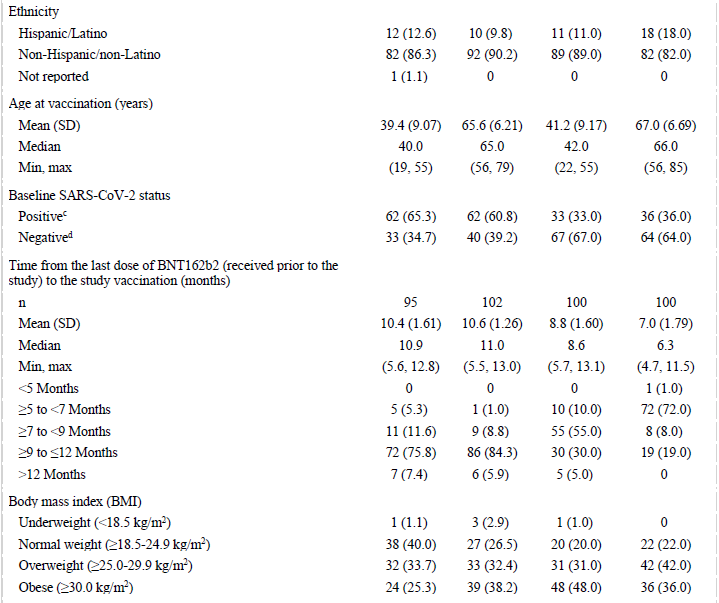 Ethnicity
Hispanic/Latino 12 (12.6) 10 (9.8) 11 (11.0) 18 (18.0)
Non-Hispanic/non-Latino 82 (86.3) 92 (90.2) 89 (89.0) 82 (82.0)
Not reported 1 (1.1) 0 0 0
Age at vaccination (years)
Mean (SD) 39.4 (9.07) 65.6 (6.21) 41.2 (9.17) 67.0 (6.69)
Median 40.0 65.0 42.0 66.0
Min, max (19, 55) (56, 79) (22, 55) (56, 85)
Baseline SARS-CoV-2 status
Positiveᶜ 62 (65.3) 62 (60.8) 33 (33.0) 36 (36.0)
Negativeᵈ 33 (34.7) 40 (39.2) 67 (67.0) 64 (64.0)
Time from the last dose of BNT162b2 (received prior to the
study) to the study vaccination (months)
n 95 102 100 100
Mean (SD) 10.4 (1.61) 10.6 (1.26) 8.8 (1.60) 7.0 (1.79)
Median 10.9 11.0 8.6 6.3
Min, max (5.6, 12.8) (5.5, 13.0) (5.7, 13.1) (4.7, 11.5)
<5 Months 0 0 0 1 (1.0)
≥5 to <7 Months 5 (5.3) 1 (1.0) 10 (10.0) 72 (72.0)
≥7 to <9 Months 11 (11.6) 9 (8.8) 55 (55.0) 8 (8.0)
≥9 to ≤12 Months 72 (75.8) 86 (84.3) 30 (30.0) 19 (19.0)
>12 Months 7 (7.4) 6 (5.9) 5 (5.0) 0
Body mass index (BMI)
Underweight (<18.5 kg/m²) 1 (1.1) 3 (2.9) 1 (1.0) 0
Normal weight (≥18.5-24.9 kg/m²) 38 (40.0) 27 (26.5) 20 (20.0) 22 (22.0)
Overweight (≥25.0-29.9 kg/m²) 32 (33.7) 33 (32.4) 31 (31.0) 42 (42.0)
Obese (≥30.0 kg/m²) 24 (25.3) 39 (38.2) 48 (48.0) 36 (36.0)